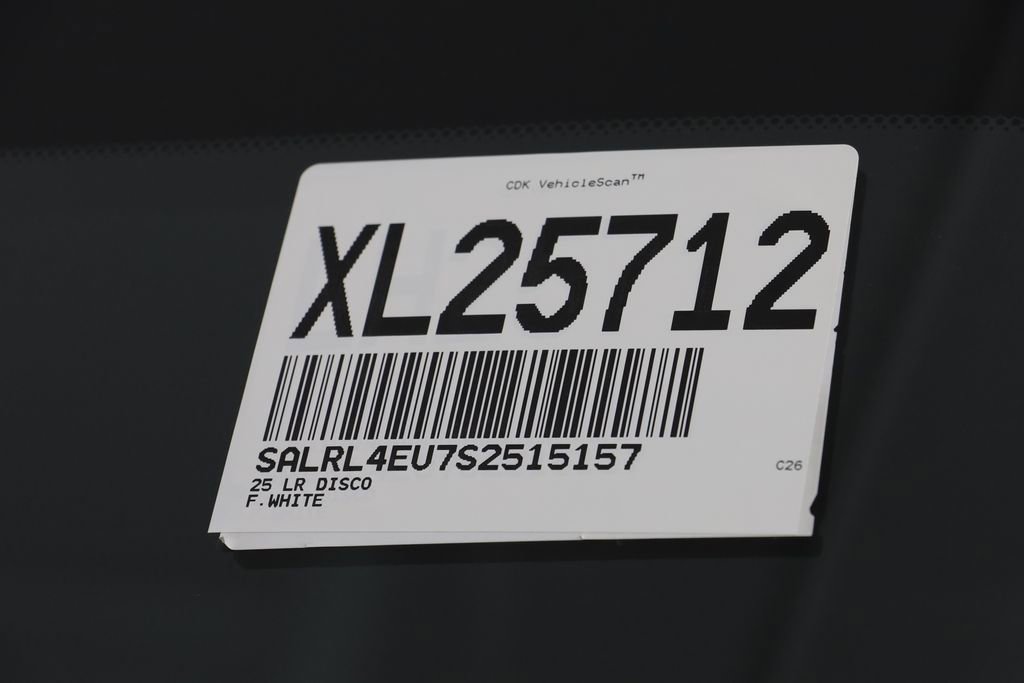 CDK VehicleScan™
XL25712
SALRL4EU7S2515157
25 LR DISCO
F.WHITE
C26